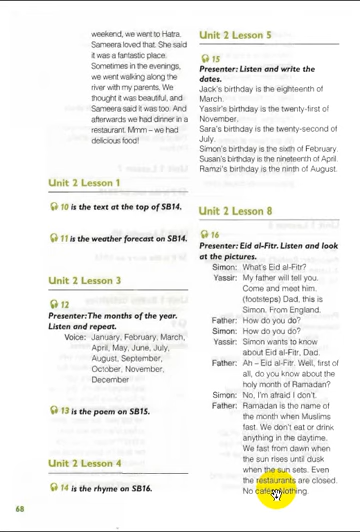 weekend, we went to Hatra.
Sameera loved that. She said
it was a fantastic place.
Sometimes in the evenings,
we went walking along the
river with my parents. We
thought it was beautiful, and
Sameera said it was too. And
afterwards we had dinner in a
restaurant. Mmm – we had
delicious food!
Unit 2 Lesson 1
10 is the text at the top of SB14.
11 is the weather forecast on SB14.
Unit 2 Lesson 3
12
Presenter: The months of the year.
Listen and repeat.
Voice: January, February, March,
April, May, June, July,
August, September,
October, November,
December
13 is the poem on SB15.
Unit 2 Lesson 4
14 is the rhyme on SB16.
68
Unit 2 Lesson 5
15
Presenter: Listen and write the
dates.
Jack's birthday is the eighteenth of
March.
Yassir's birthday is the twenty-first of
November.
Sara's birthday is the twenty-second of
July.
Simon's birthday is the sixth of February.
Susan's birthday is the nineteenth of April.
Ramzi's birthday is the ninth of August.
Unit 2 Lesson 8
16
Presenter: Eid al-Fitr. Listen and look
at the pictures.
Simon: What's Eid al-Fitr?
Yassir: My father will tell you.
Come and meet him.
(footsteps) Dad, this is
Simon. From England.
Father: How do you do?
Simon: How do you do?
Yassir: Simon wants to know
about Eid al-Fitr, Dad.
Father: Ah – Eid al-Fitr. Well, first of
all, do you know about the
holy month of Ramadan?
Simon: No, I'm afraid I don't.
Father: Ramadan is the name of
the month when Muslims
fast. We don't eat or drink
anything in the daytime.
We fast from dawn when
the sun rises until dusk
when the sun sets. Even
the restaurants are closed.
No cafés. Nothing.